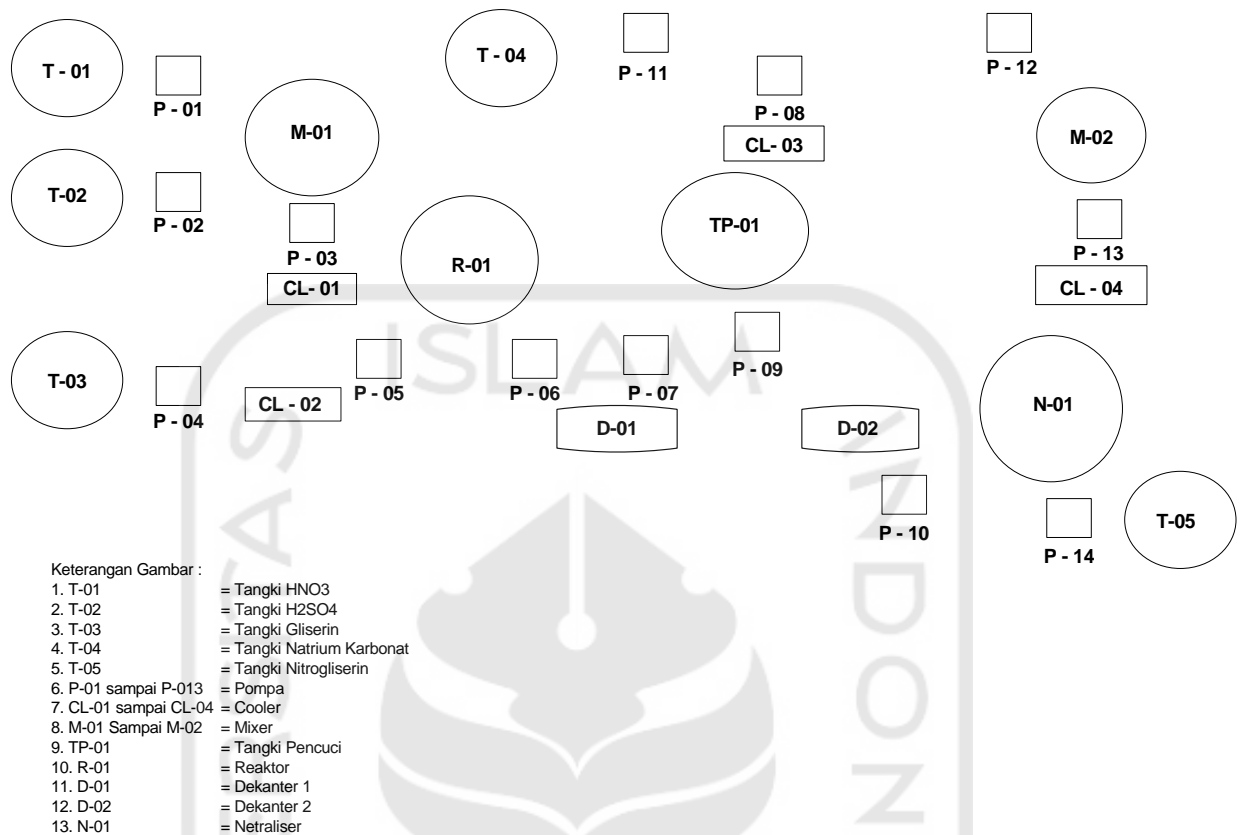 T - 01
P - 01
M-01
T - 04
P - 11
P - 08
CL- 03
P - 12
M-02
T-02
P - 02
P - 03
CL- 01
R-01
TP-01
P - 13
CL - 04
T-03
P - 04
CL - 02
P - 05
P - 06
P - 07
P - 09
D-01
D-02
N-01
P - 10
P - 14
T-05
Keterangan Gambar :
1. T-01 = Tangki HNO3
2. T-02 = Tangki H2SO4
3. T-03 = Tangki Gliserin
4. T-04 = Tangki Natrium Karbonat
5. T-05 = Tangki Nitrogliserin
6. P-01 sampai P-013 = Pompa
7. CL-01 sampai CL-04 = Cooler
8. M-01 Sampai M-02 = Mixer
9. TP-01 = Tangki Pencuci
10. R-01 = Reaktor
11. D-01 = Dekanter 1
12. D-02 = Dekanter 2
13. N-01 = Netraliser
ISLAM
INDON
SITAS